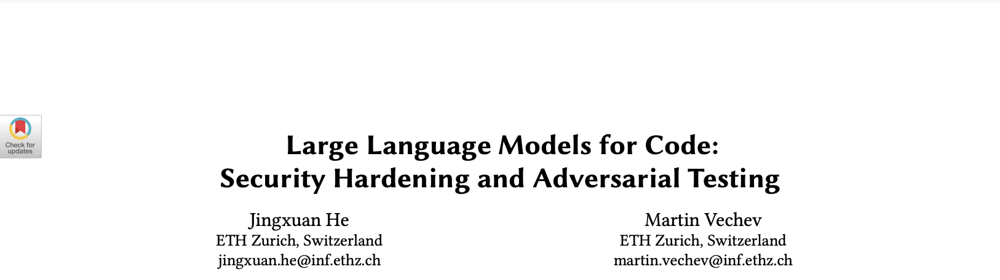 Check for
updates
Large Language Models for Code:
Security Hardening and Adversarial Testing
Jingxuan He
ETH Zurich, Switzerland
jingxuan.he@inf.ethz.ch
Martin Vechev
ETH Zurich, Switzerland
martin.vechev@inf.ethz.ch